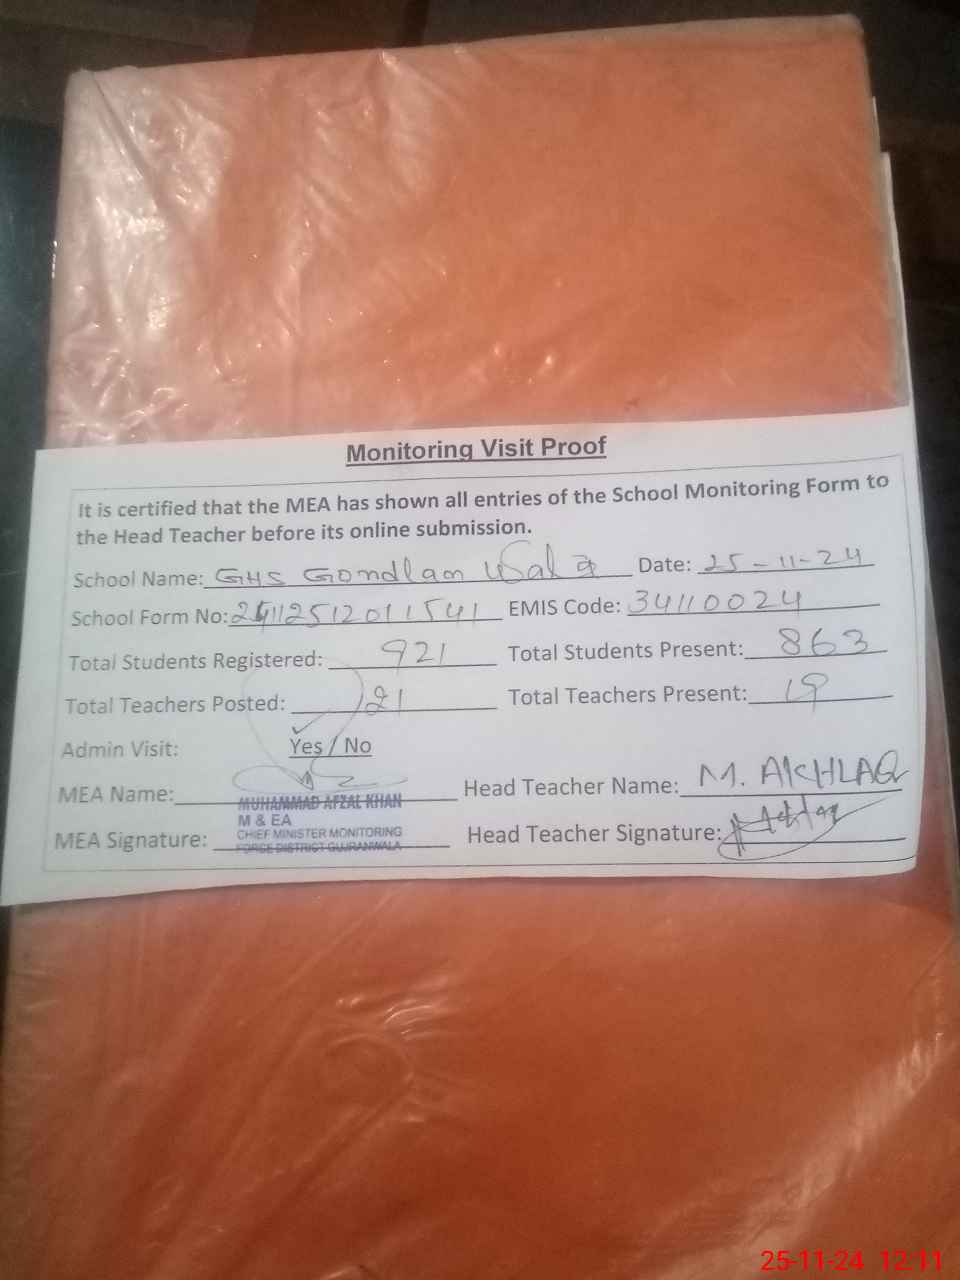 Monitoring Visit Proof
It is certified that the MEA has shown all entries of the School Monitoring Form to
the Head Teacher before its online submission.
School Name: GHS Gondlan Wala Date: 25-11-24
School Form No: 24112512011541 EMIS Code: 34110024
Total Students Registered: 921 Total Students Present: 863
Total Teachers Posted: 21 Total Teachers Present: 19
Admin Visit: Yes / No
MEA Name: Head Teacher Name: M. AKHLAQ
MUHAMMAD AFZAL KHAN
M & EA
MEA Signature: CHIEF MINISTER MONITORING Head Teacher Signature:
FORCE DISTRICT GUJRANWALA
25-11-24 12:11